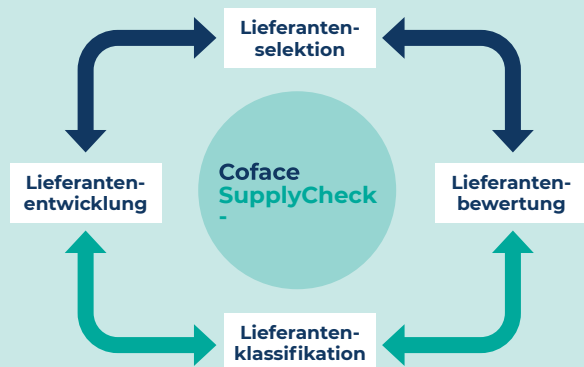 Lieferanten-
selektion
Lieferanten-
entwicklung
Coface
SupplyCheck
-
Lieferanten-
bewertung
Lieferanten-
klassifikation